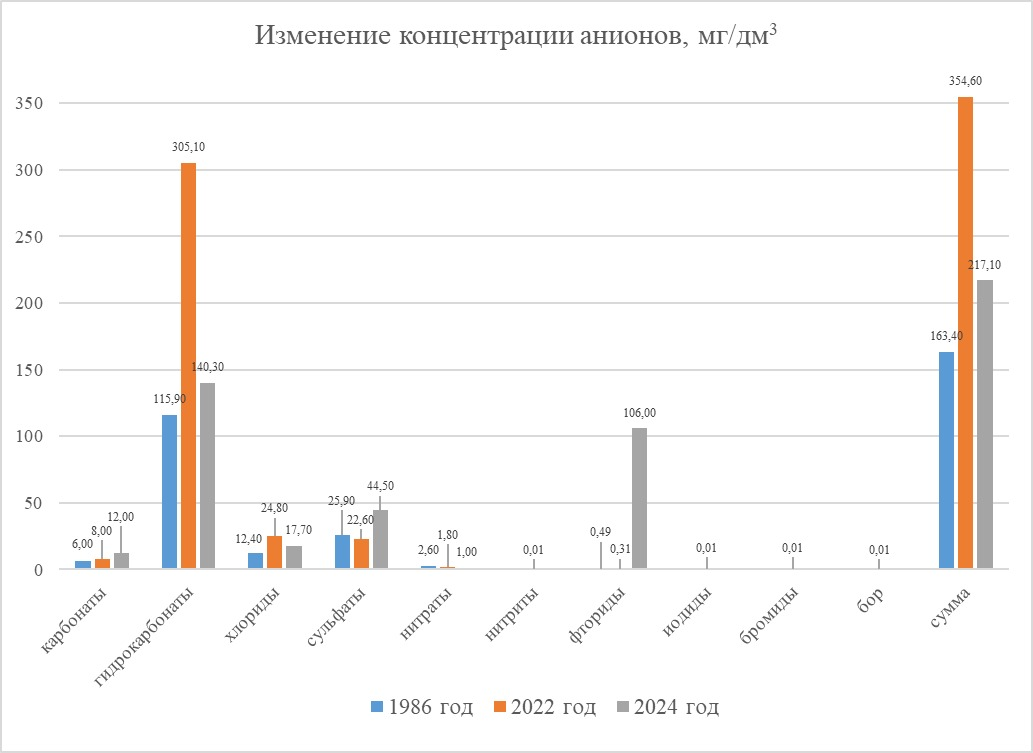 Изменение концентрации анионов, мг/дм³
354,60
350
305,10
300
250
217,10
200
163,40
150
140,30
115,90
106,00
100
50
44,50
25,90
24,80
22,60
17,70
12,40
12,00
8,00
6,00
2,60
1,80
1,00
0,01
0,49
0,31
0,01
0,01
0,01
0
карбонаты
гидрокарбонаты
хлориды
сульфаты
нитраты
нитриты
фториды
иодиды
бромиды
бор
сумма
1986 год
2022 год
2024 год